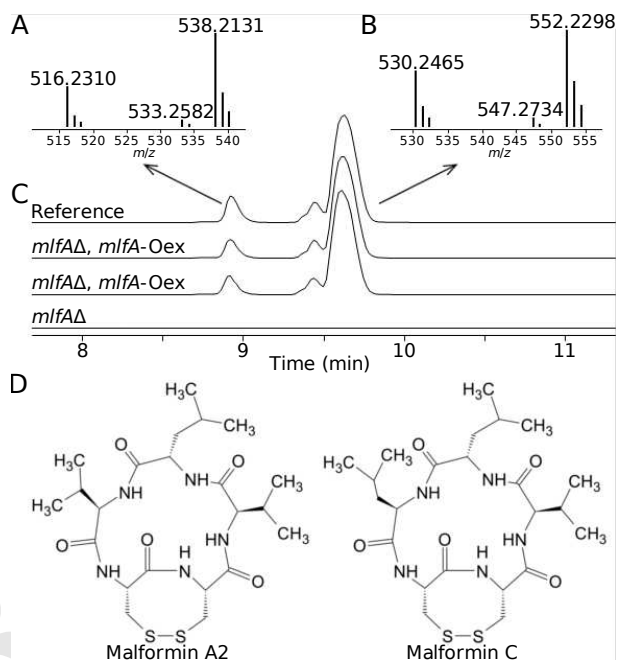 A
538.2131
516.2310
533.2582
515 520 525 530 535 540
m/z
B
552.2298
530.2465
547.2734
530 535 540 545 550 555
m/z
C
Reference
mlfAΔ, mlfA-Oex
mlfAΔ, mlfA-Oex
mlfAΔ
8 9 10 11
Time (min)
D
H₃C
CH₃
O
H₃C
H₃C
NH
NH
O
CH₃
CH₃
O
O
H
N
HN
NH
O
S S
Malformin A2
H₃C
CH₃
O
H₃C
CH₃
NH
NH
O
CH₃
CH₃
O
O
H
N
HN
NH
O
S S
Malformin C